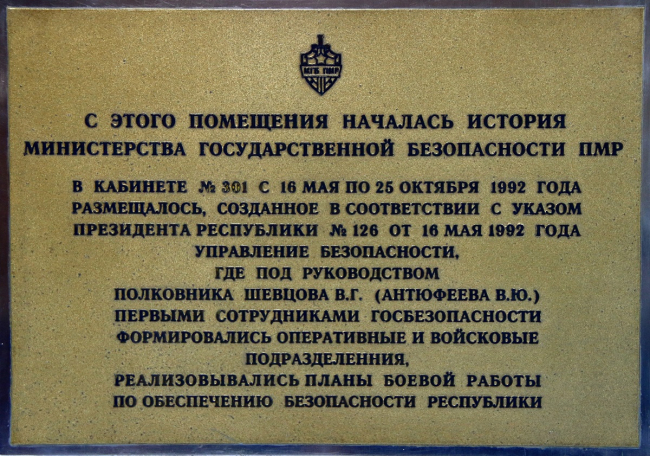 МГБ ПМР
С ЭТОГО ПОМЕЩЕНИЯ НАЧАЛАСЬ ИСТОРИЯ
МИНИСТЕРСТВА ГОСУДАРСТВЕННОЙ БЕЗОПАСНОСТИ ПМР
В КАБИНЕТЕ № 301 С 16 МАЯ ПО 25 ОКТЯБРЯ 1992 ГОДА
РАЗМЕЩАЛОСЬ, СОЗДАННОЕ В СООТВЕТСТВИИ С УКАЗОМ
ПРЕЗИДЕНТА РЕСПУБЛИКИ № 126 ОТ 16 МАЯ 1992 ГОДА
УПРАВЛЕНИЕ БЕЗОПАСНОСТИ,
ГДЕ ПОД РУКОВОДСТВОМ
ПОЛКОВНИКА ШЕВЦОВА В.Г. (АНТЮФЕЕВА В.Ю.)
ПЕРВЫМИ СОТРУДНИКАМИ ГОСБЕЗОПАСНОСТИ
ФОРМИРОВАЛИСЬ ОПЕРАТИВНЫЕ И ВОЙСКОВЫЕ
ПОДРАЗДЕЛЕННИЯ,
РЕАЛИЗОВЫВАЛИСЬ ПЛАНЫ БОЕВОЙ РАБОТЫ
ПО ОБЕСПЕЧЕНИЮ БЕЗОПАСНОСТИ РЕСПУБЛИКИ